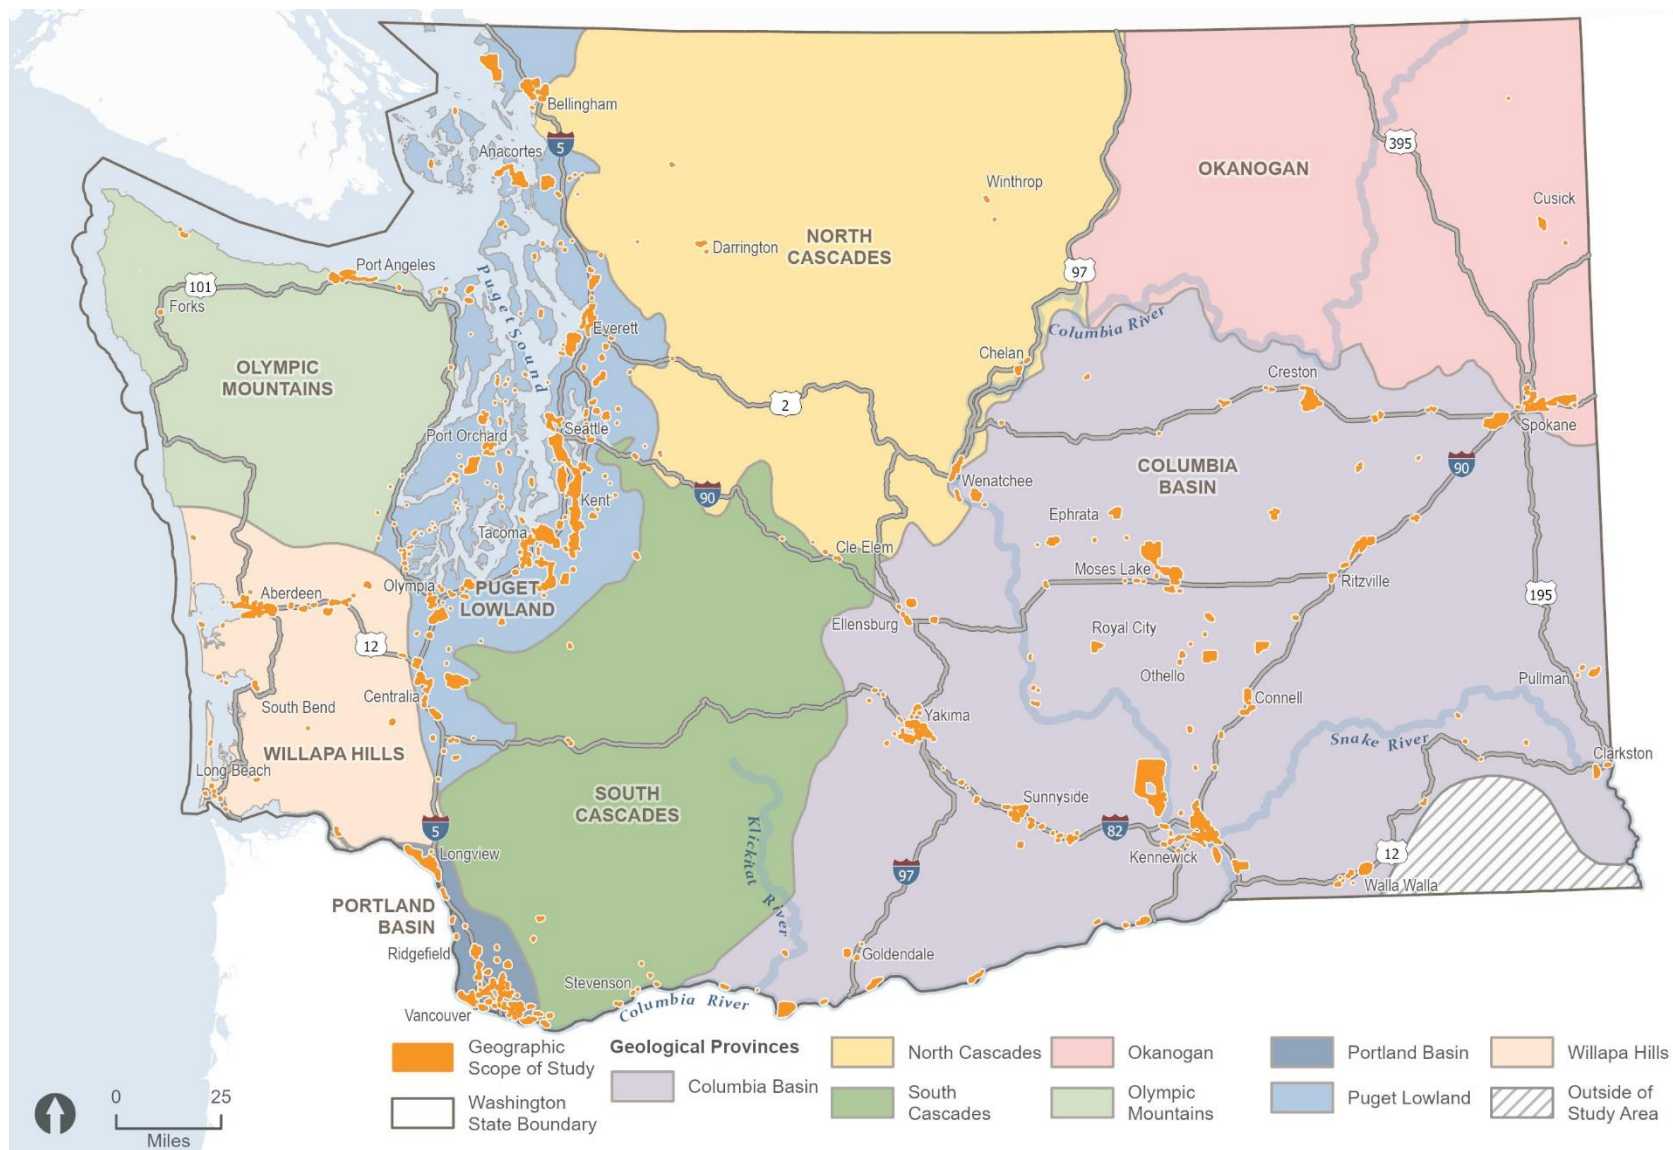 Bellingham
5
Anacortes
395
OKANOGAN
Winthrop
Cusick
NORTH
CASCADES
Darrington
Port Angeles
97
101
Forks
Puget Sound
Everett
Columbia River
Chelan
Creston
OLYMPIC
MOUNTAINS
2
Port Orchard
Seattle
Spokane
COLUMBIA
BASIN
90
Wenatchee
90
Kent
Ephrata
Tacoma
Cle Elem
Moses Lake
Ritzville
Olympia
PUGET
LOWLAND
Aberdeen
195
Ellensburg
Royal City
12
Othello
Pullman
Centralia
South Bend
Connell
Yakima
WILLAPA HILLS
Snake River
Clarkston
Long Beach
SOUTH
CASCADES
Sunnyside
Klickitat River
5
82
Longview
Kennewick
12
97
Walla Walla
PORTLAND
BASIN
Ridgefield
Goldendale
Stevenson
Columbia River
Vancouver
Geographic
Scope of Study
Washington
State Boundary
Geological Provinces
Columbia Basin
North Cascades
South
Cascades
Okanogan
Olympic
Mountains
Portland Basin
Puget Lowland
Willapa Hills
Outside of
Study Area
0 25
Miles